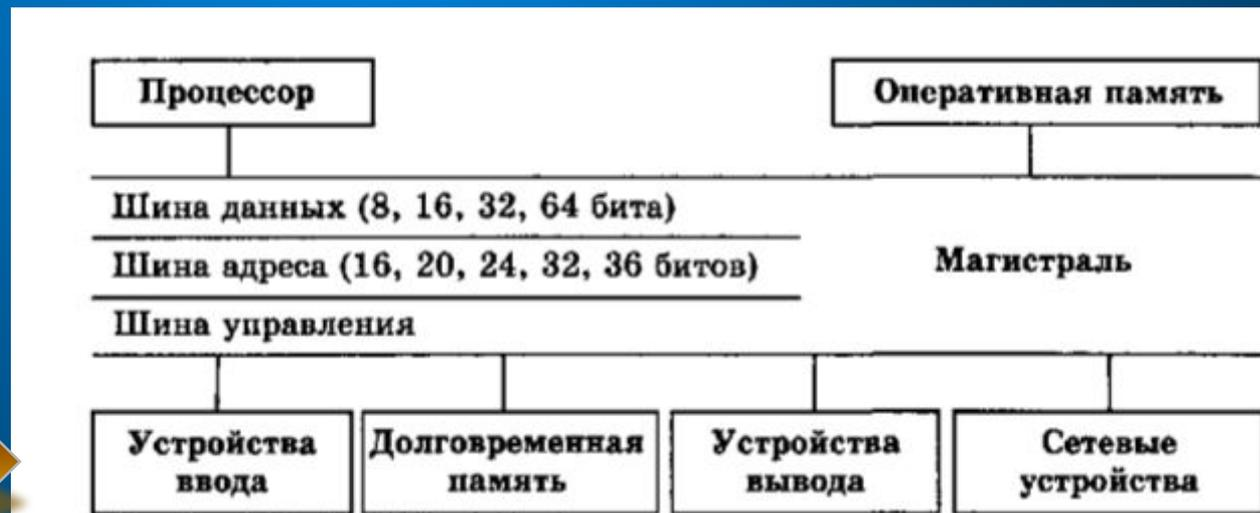 Процессор
Оперативная память
Шина данных (8, 16, 32, 64 бита)
Шина адреса (16, 20, 24, 32, 36 битов)
Магистраль
Шина управления
Устройства
ввода
Долговременная
память
Устройства
вывода
Сетевые
устройства